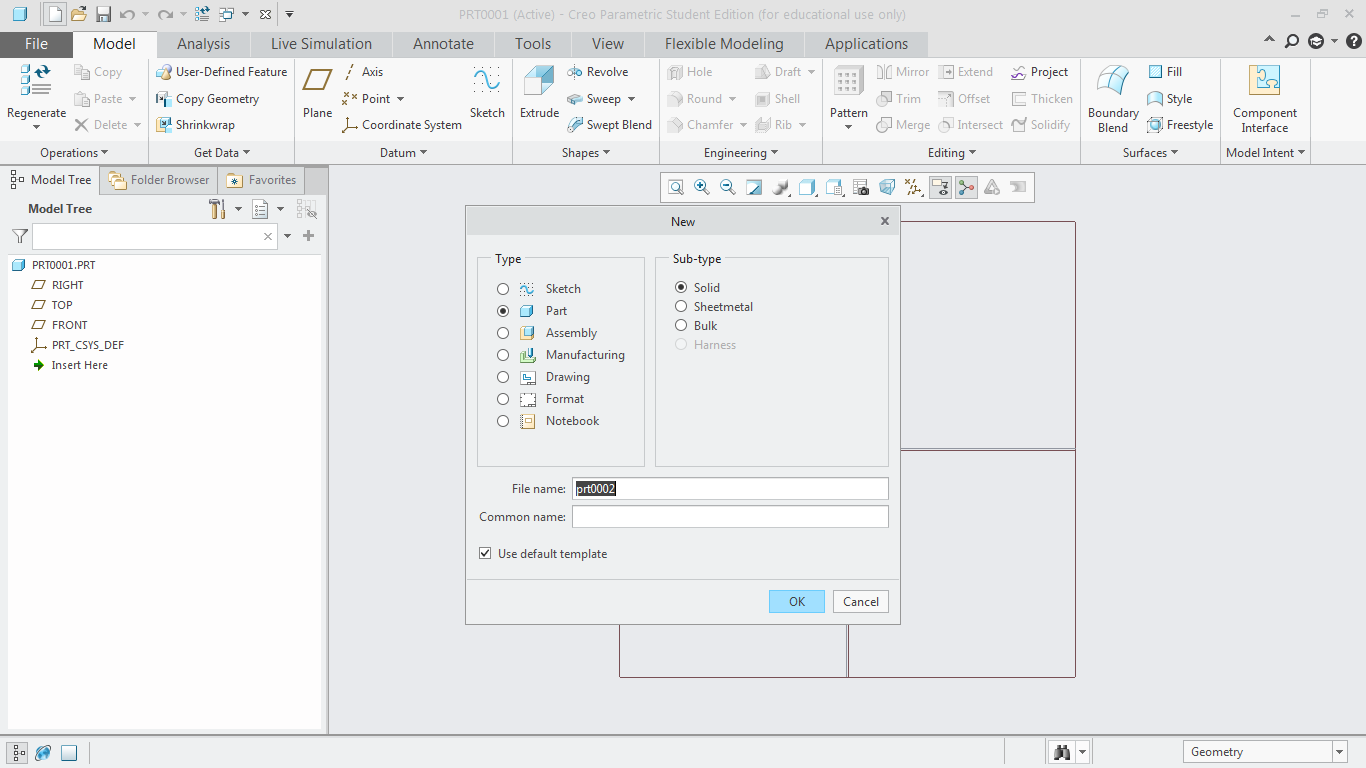 PRT0001 (Active) - Creo Parametric Student Edition (for educational use only)
File Model Analysis Live Simulation Annotate Tools View Flexible Modeling Applications
Regenerate
Copy
Paste
Delete
Operations
User-Defined Feature
Copy Geometry
Shrinkwrap
Get Data
Plane
Axis
Point
Coordinate System
Sketch
Datum
Extrude
Revolve
Sweep
Swept Blend
Shapes
Hole
Round
Chamfer
Draft
Shell
Rib
Engineering
Pattern
Mirror
Trim
Merge
Extend
Offset
Intersect
Project
Thicken
Solidify
Editing
Boundary
Blend
Fill
Style
Freestyle
Surfaces
Component
Interface
Model Intent
Model Tree Folder Browser Favorites
Model Tree
PRT0001.PRT
RIGHT
TOP
FRONT
PRT_CSYS_DEF
Insert Here
New
Type
Sketch
Part
Assembly
Manufacturing
Drawing
Format
Notebook
Sub-type
Solid
Sheetmetal
Bulk
Harness
File name: prt0002
Common name:
Use default template
OK Cancel
Geometry